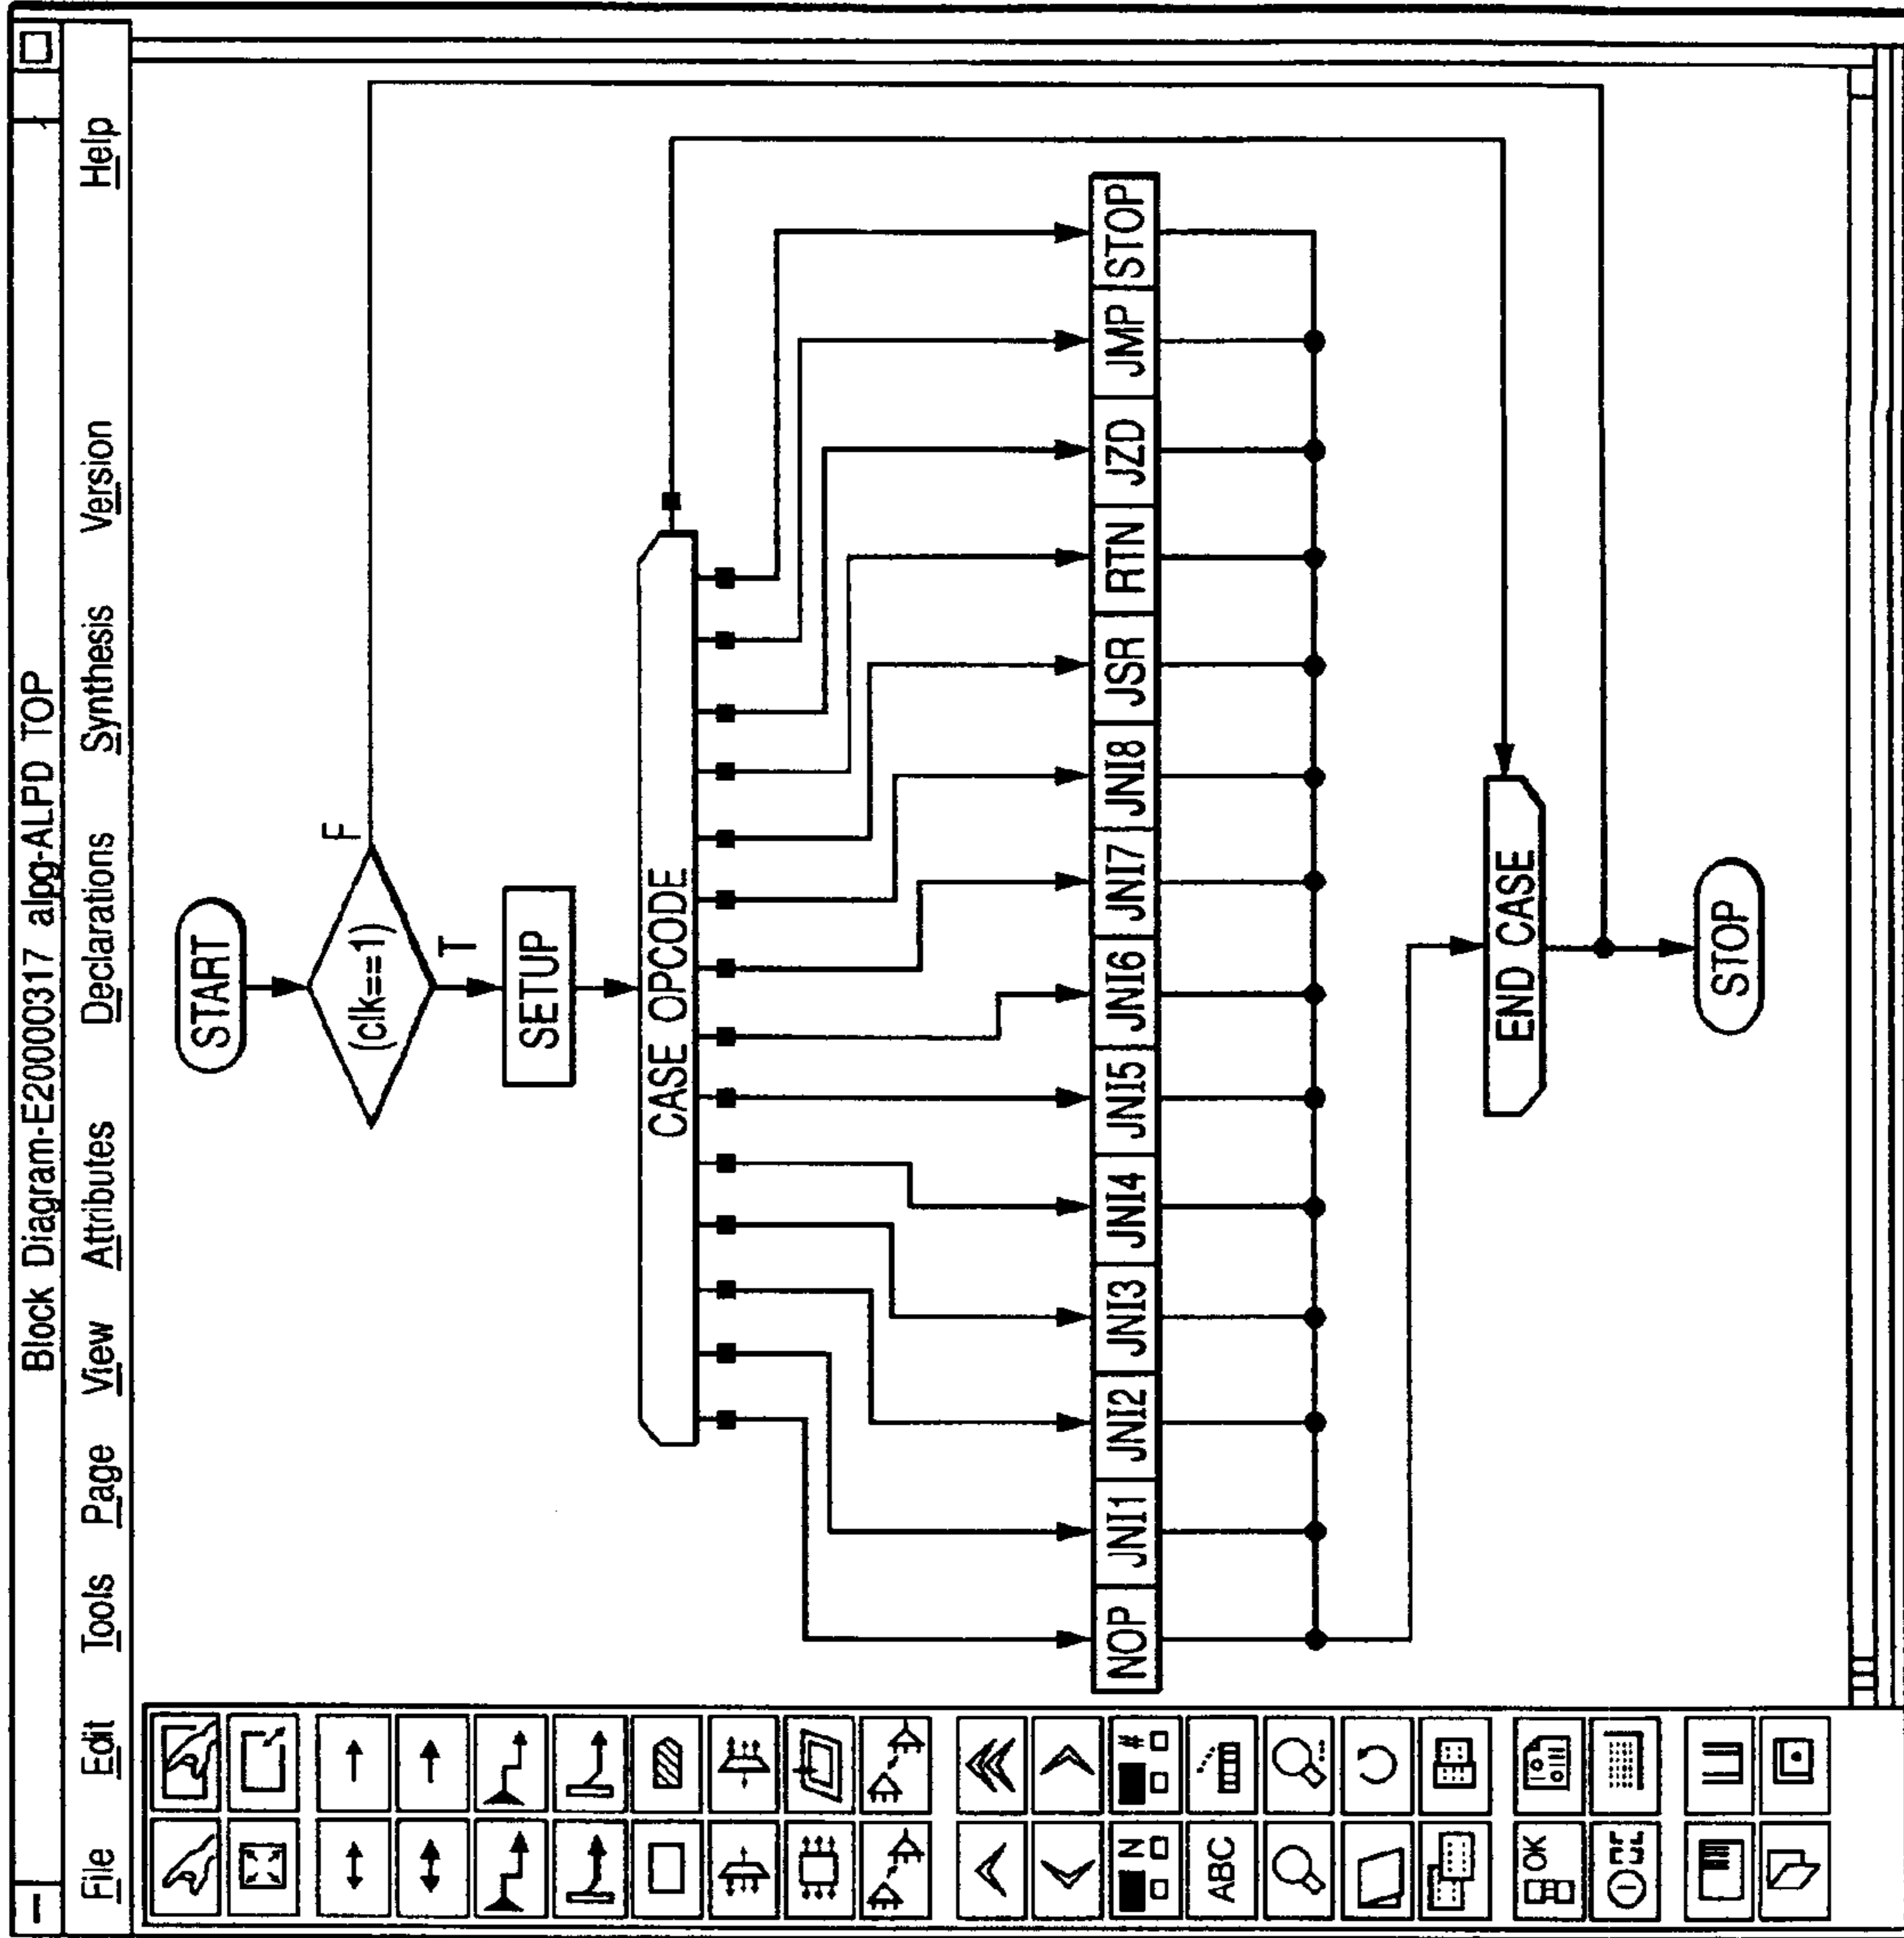 Block Diagram-E20000317 alpg-ALPD TOP
File Edit Tools Page View Attributes Declarations Synthesis Version Help
START
(clk==1)
F
T
SETUP
CASE OPCODE
NOP JNI1 JNI2 JNI3 JNI4 JNI5 JNI6 JNI7 JNI8 JSR RTN JZD JMP STOP
END CASE
STOP
N #
ABC
OK